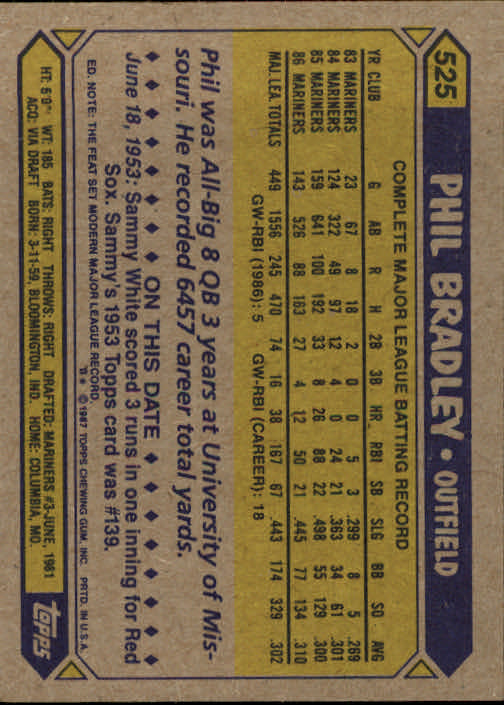 525
PHIL BRADLEY • OUTFIELD
COMPLETE MAJOR LEAGUE BATTING RECORD
YR CLUB G AB R H 2B 3B HR RBI SB SLG BB SO AVG
83 MARINERS 23 67 8 18 2 0 0 5 3 .299 8 5 .269
84 MARINERS 124 322 49 97 12 4 0 24 21 .363 34 61 .301
85 MARINERS 159 641 100 192 33 8 26 88 22 .498 55 129 .300
86 MARINERS 143 526 88 163 27 4 12 50 21 .445 77 134 .310
MAJ. LEA. TOTALS 449 1556 245 470 74 16 38 167 67 .443 174 329 .302
GW-RBI (1986): 5 GW-RBI (CAREER): 18
Phil was All-Big 8 QB 3 years at University of Mis-
souri. He recorded 6457 career total yards.
◆ ◆ ◆ ◆ ◆ ON THIS DATE ◆ ◆ ◆ ◆ ◆
June 18, 1953: Sammy White scored 3 runs in one inning for Red
Sox. Sammy's 1953 Topps card was #139.
ED. NOTE: THE FEAT SET MODERN MAJOR LEAGUE RECORD.
B* © 1987 TOPPS CHEWING GUM, INC. PRTD. IN U.S.A.
HT: 6'0" WT: 185 BATS: RIGHT THROWS: RIGHT DRAFTED: MARINERS #3-JUNE, 1981
ACQ: VIA DRAFT BORN: 3-11-59, BLOOMINGTON, IND. HOME: COLUMBIA, MO.
topps